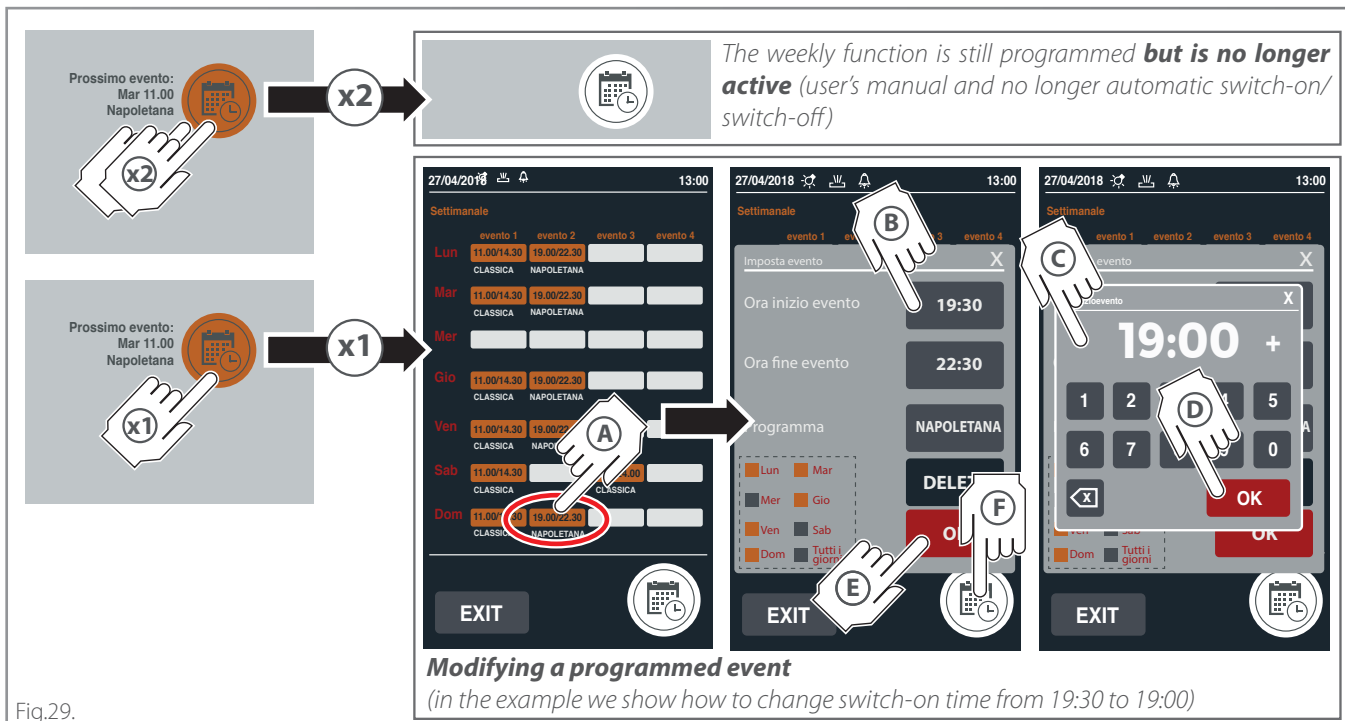 Prossimo evento:
Mar 11.00
Napoletana
x2
x2
The weekly function is still programmed but is no longer
active (user's manual and no longer automatic switch-on/
switch-off)
Prossimo evento:
Mar 11.00
Napoletana
x1
x1
27/04/2018 13:00
Settimanale
evento 1 evento 2 evento 3 evento 4
Lun 11.00/14.30 19.00/22.30
CLASSICA NAPOLETANA
Mar 11.00/14.30 19.00/22.30
CLASSICA NAPOLETANA
Mer
Gio 11.00/14.30 19.00/22.30
CLASSICA NAPOLETANA
Ven 11.00/14.30
CLASSICA
A
Sab 11.00/14.30
CLASSICA CLASSICA
Dom 19.00/22.30
CLASSICA NAPOLETANA
EXIT
27/04/2018 13:00
Settimanale
evento 1 evento 4
B
Imposta evento X
Ora inizio evento 19:30
Ora fine evento 22:30
NAPOLETANA
Lun Mar
Mer Gio
Ven Sab
Dom Tutti i
giorni
F
E
EXIT
27/04/2018 13:00
Settimanale
evento 1 evento 2 evento 3 evento 4
C
evento X
X
19:00 +
1 2 5
D
6 7 0
X
OK
OK
Dom Tutti i
giorni
EXIT
Modifying a programmed event
(in the example we show how to change switch-on time from 19:30 to 19:00)
Fig.29.